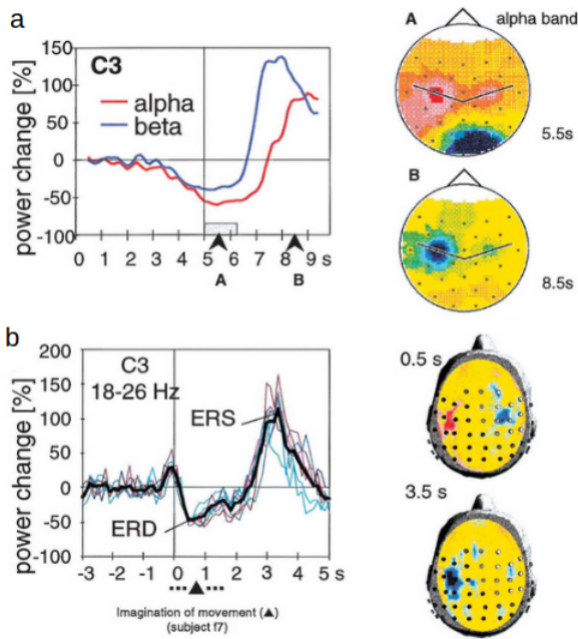 a
C3
alpha
beta
power change [%]
150
100
50
0
-50
-100
0 1 2 3 4 5 6 7 8 9 s
A B
A alpha band
5.5s
B
8.5s
b
C3
18-26 Hz
ERS
ERD
power change [%]
200
150
100
50
0
-50
-100
-3 -2 -1 0 1 2 3 4 5 s
Imagination of movement (▲)
(subject f7)
0.5 s
3.5 s